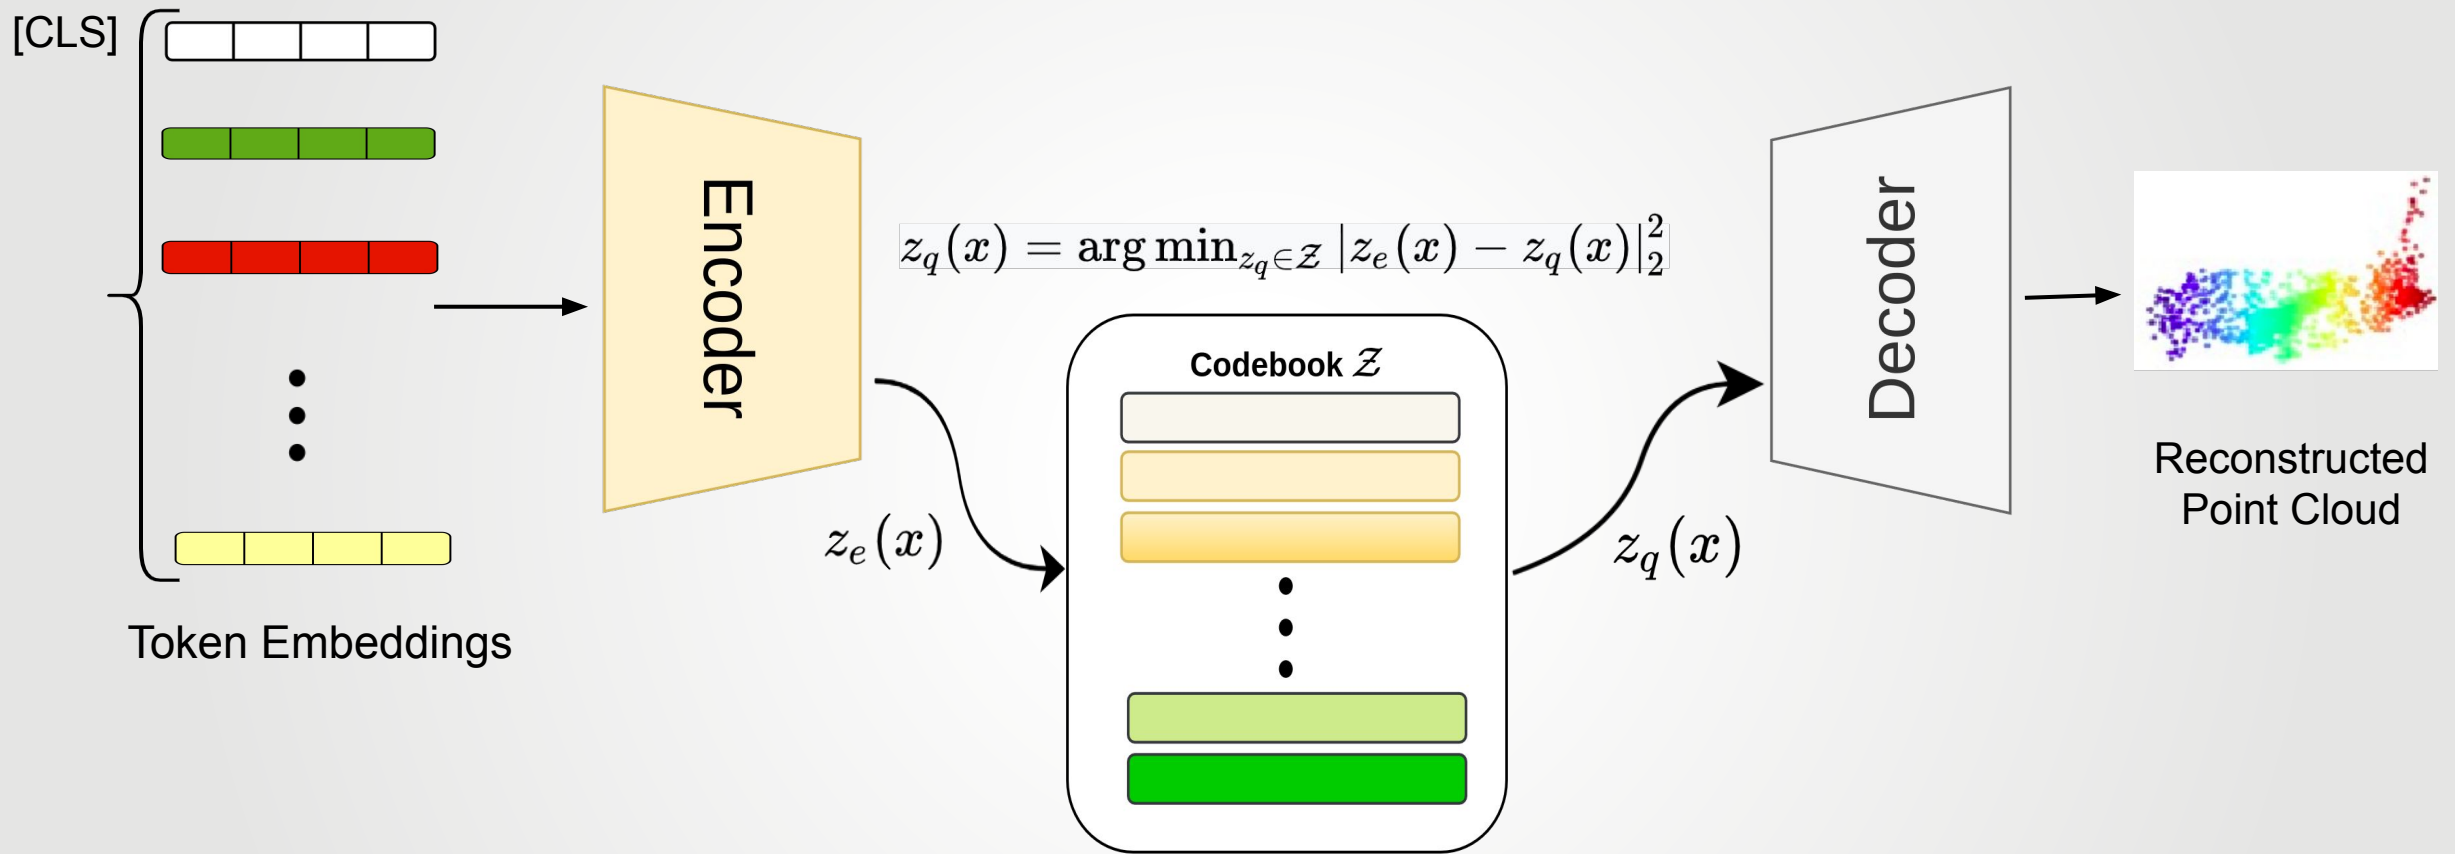 [CLS]
Token Embeddings
Encoder
z_q(x) = arg min_{z_q∈𝒵} |z_e(x) − z_q(x)|_2^2
z_e(x)
Codebook 𝒵
z_q(x)
Decoder
Reconstructed
Point Cloud